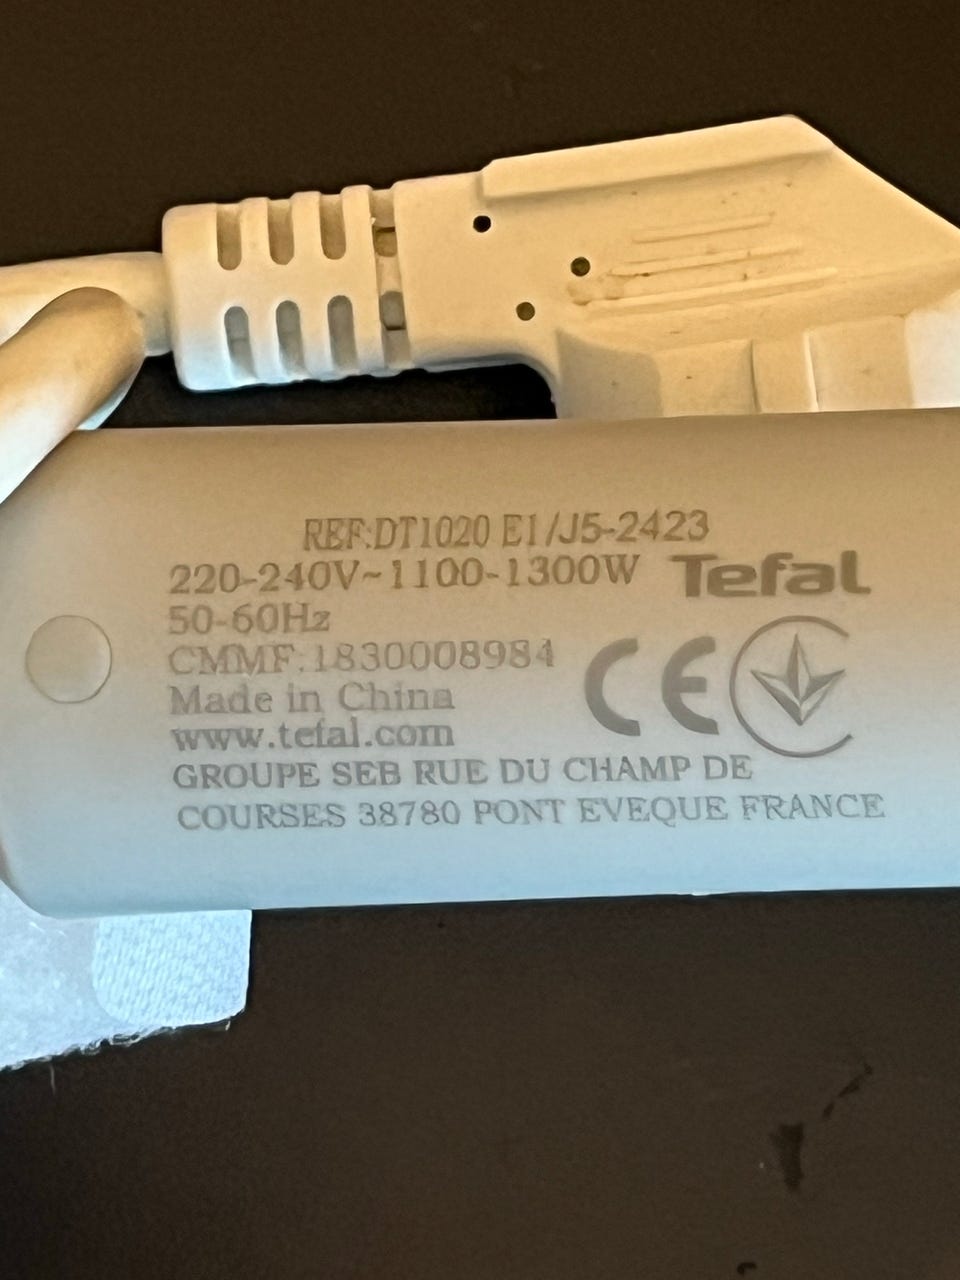 REF:DT1020 E1/J5-2423
220-240V~1100-1300W Tefal
50-60Hz
CMMF:1830008984
Made in China
www.tefal.com
GROUPE SEB RUE DU CHAMP DE
COURSES 38780 PONT EVEQUE FRANCE
CE